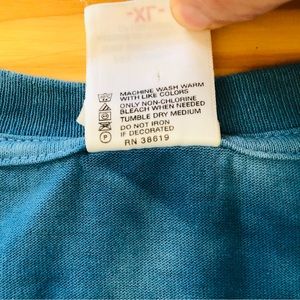 MACHINE WASH WARM
WITH LIKE COLORS
ONLY NON-CHLORINE
BLEACH WHEN NEEDED
TUMBLE DRY MEDIUM
DO NOT IRON
IF DECORATED
RN 38619